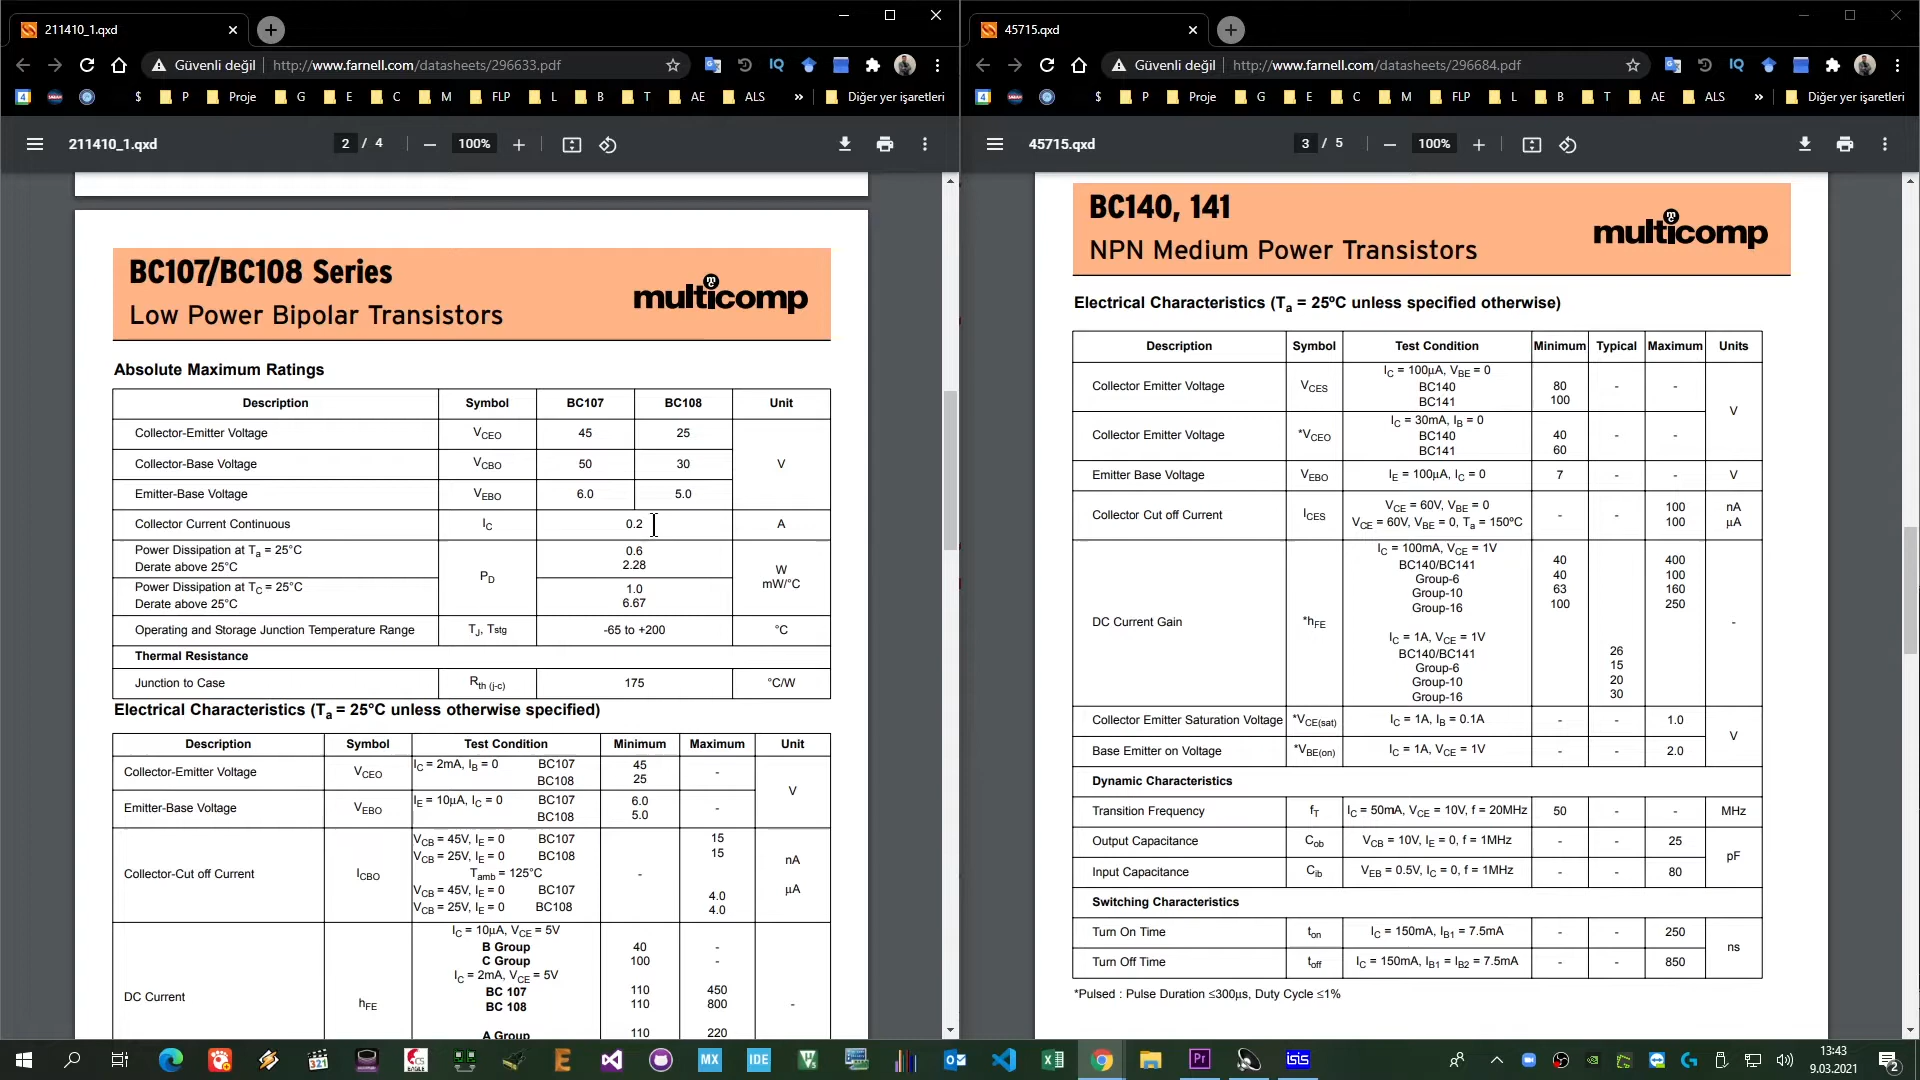 211410_1.qxd
Güvenli değil
http://www.farnell.com/datasheets/296633.pdf
IQ
4
$
P
Proje
G
E
C
M
FLP
L
B
T
AE
ALS
»
Diğer yer işaretleri
211410_1.qxd
2 / 4
100%
BC107/BC108 Series
Low Power Bipolar Transistors
multicomp
Absolute Maximum Ratings
Description Symbol BC107 BC108 Unit
Collector-Emitter Voltage VCEO 45 25
Collector-Base Voltage VCBO 50 30 V
Emitter-Base Voltage VEBO 6.0 5.0
Collector Current Continuous IC 0.2 A
Power Dissipation at Ta = 25°C 0.6
Derate above 25°C 2.28
PD
W
mW/°C
Power Dissipation at TC = 25°C 1.0
Derate above 25°C 6.67
Operating and Storage Junction Temperature Range TJ, Tstg -65 to +200 °C
Thermal Resistance
Junction to Case Rth (j-c) 175 °C/W
Electrical Characteristics (Ta = 25°C unless otherwise specified)
Description Symbol Test Condition Minimum Maximum Unit
Collector-Emitter Voltage VCEO IC = 2mA, IB = 0 BC107 45 -
BC108 25
V
Emitter-Base Voltage VEBO IE = 10µA, IC = 0 BC107 6.0 -
BC108 5.0
VCB = 45V, IE = 0 BC107 15
VCB = 25V, IE = 0 BC108 15
Collector-Cut off Current ICBO Tamb = 125°C - nA
VCB = 45V, IE = 0 BC107 4.0 µA
VCB = 25V, IE = 0 BC108 4.0
IC = 10µA, VCE = 5V
B Group 40 -
C Group 100 -
IC = 2mA, VCE = 5V
DC Current hFE BC 107 110 450 -
BC 108 110 800
A Group 110 220
45715.qxd
Güvenli değil
http://www.farnell.com/datasheets/296684.pdf
IQ
4
$
P
Proje
G
E
C
M
FLP
L
B
T
AE
ALS
»
Diğer yer işaretleri
45715.qxd
3 / 5
100%
BC140, 141
NPN Medium Power Transistors
multicomp
Electrical Characteristics (Ta = 25ºC unless specified otherwise)
Description Symbol Test Condition Minimum Typical Maximum Units
Collector Emitter Voltage VCES IC = 100µA, VBE = 0 - -
BC140 80
BC141 100
V
Collector Emitter Voltage *VCEO IC = 30mA, IB = 0 - -
BC140 40
BC141 60
Emitter Base Voltage VEBO IE = 100µA, IC = 0 7 - - V
Collector Cut off Current ICES VCE = 60V, VBE = 0 - - 100 nA
VCE = 60V, VBE = 0, Ta = 150ºC 100 µA
DC Current Gain *hFE IC = 100mA, VCE = 1V -
BC140/BC141 40 400
Group-6 40 100
Group-10 63 160
Group-16 100 250
IC = 1A, VCE = 1V
BC140/BC141 26
Group-6 15
Group-10 20
Group-16 30
Collector Emitter Saturation Voltage *VCE(sat) IC = 1A, IB = 0.1A - - 1.0
V
Base Emitter on Voltage *VBE(on) IC = 1A, VCE = 1V - - 2.0
Dynamic Characteristics
Transition Frequency fT IC = 50mA, VCE = 10V, f = 20MHz 50 - - MHz
Output Capacitance Cob VCB = 10V, IE = 0, f = 1MHz - - 25
pF
Input Capacitance Cib VEB = 0.5V, IC = 0, f = 1MHz - - 80
Switching Characteristics
Turn On Time ton IC = 150mA, IB1 = 7.5mA - - 250
ns
Turn Off Time toff IC = 150mA, IB1 = IB2 = 7.5mA - - 850
*Pulsed : Pulse Duration ≤300µs, Duty Cycle ≤1%
321
EAGLE
E
MX
IDE
Pr
isis
13:43
9.03.2021
2